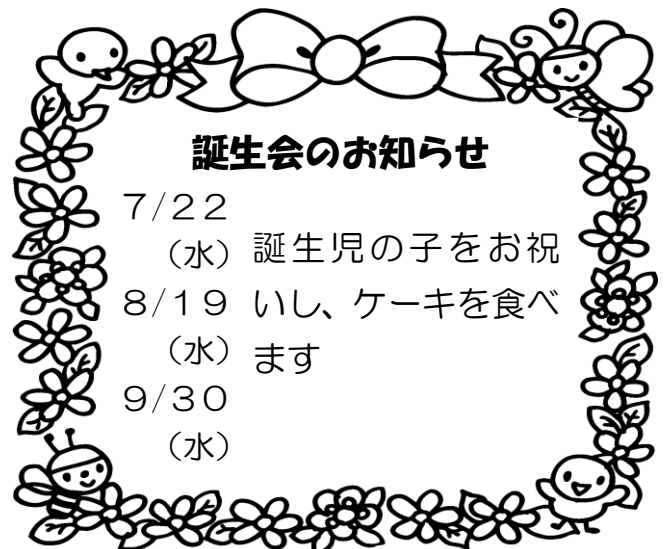 誕生会のお知らせ
7/22
（水）
8/19
（水）
9/30
（水）
誕生児の子をお祝
いし、ケーキを食べ
ます